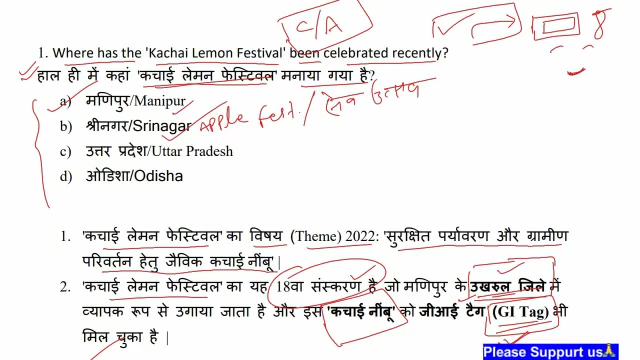 C/A
1. Where has the 'Kachai Lemon Festival' been celebrated recently?
हाल ही में कहां 'कचाई लेमन फेस्टिवल' मनाया गया है?
a) मणिपुर/Manipur
b) श्रीनगर/Srinagar Apple Fest. / सेब उत्सव
c) उत्तर प्रदेश/Uttar Pradesh
d) ओडिशा/Odisha
1. 'कचाई लेमन फेस्टिवल' का विषय (Theme) 2022: 'सुरक्षित पर्यावरण और ग्रामीण
परिवर्तन हेतु जैविक कचाई नींबू|
2. 'कचाई लेमन फेस्टिवल' का यह 18वा संस्करण है जो मणिपुर के उखरुल जिले में
व्यापक रूप से उगाया जाता है और इस 'कचाई नींबू' को जीआई टैग (GI Tag) भी
मिल चुका है |
Please Support us🙏